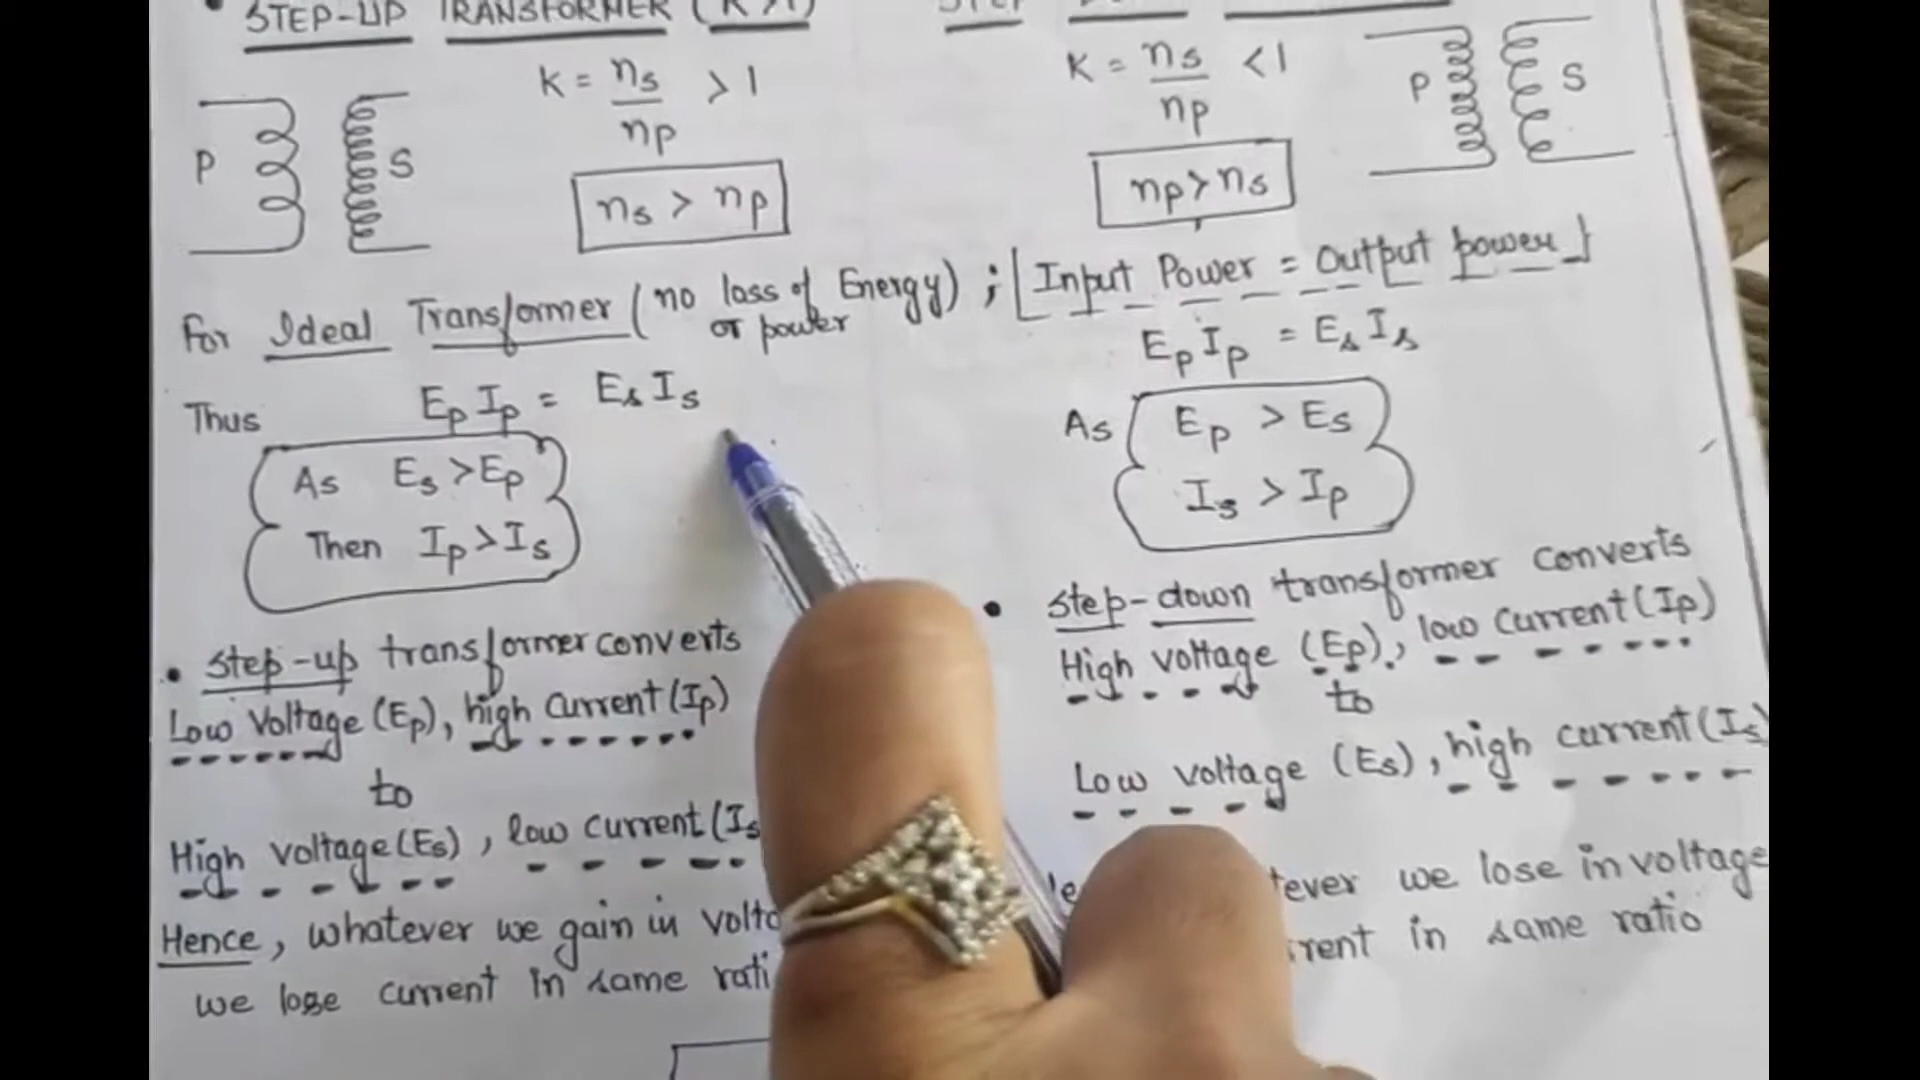 • STEP-UP TRANSFORMER (K>1)
K = ns/np > 1
P S
ns > np
STEP
K = ns/np < 1
P S
np > ns
For Ideal Transformer (no loss of Energy) ; [Input Power = Output power]
or power
Thus Ep Ip = Es Is
As Es > Ep
Then Ip > Is
Ep Ip = Es Is
As Ep > Es
Is > Ip
• Step-up transformer converts
Low Voltage (Ep), high Current (Ip)
to
High voltage (Es), low current (Is
Hence, whatever we gain in
we lose current in same
• Step-down transformer converts
High voltage (Ep), low current (Ip)
to
Low voltage (Es), high current (Is)
we lose in voltage
in same ratio